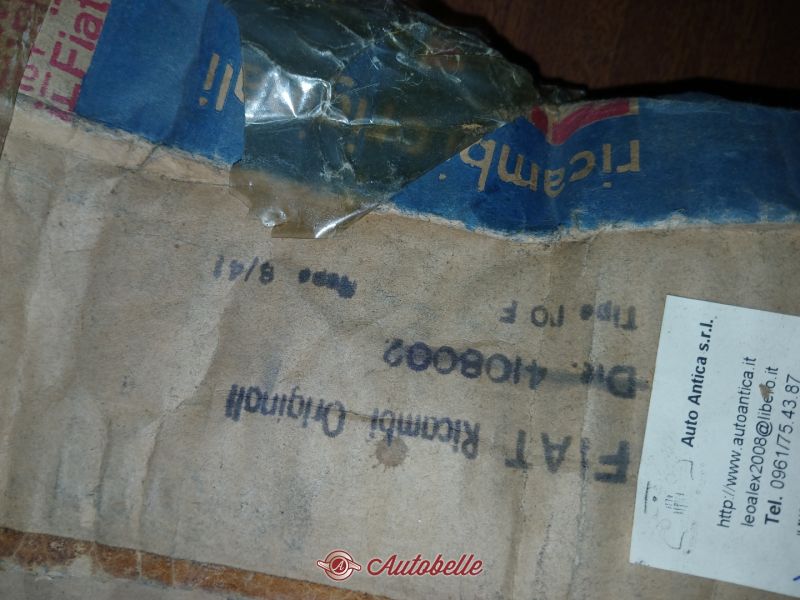 FIAT Ricambi Originali
Dis. 4108002
Tipo
8/41
ricambi
Fiat
Auto Antica s.r.l.
http://www.autoantica.it
leoalex2008@libero.it
Tel. 0961/75.43.87
Autobelle